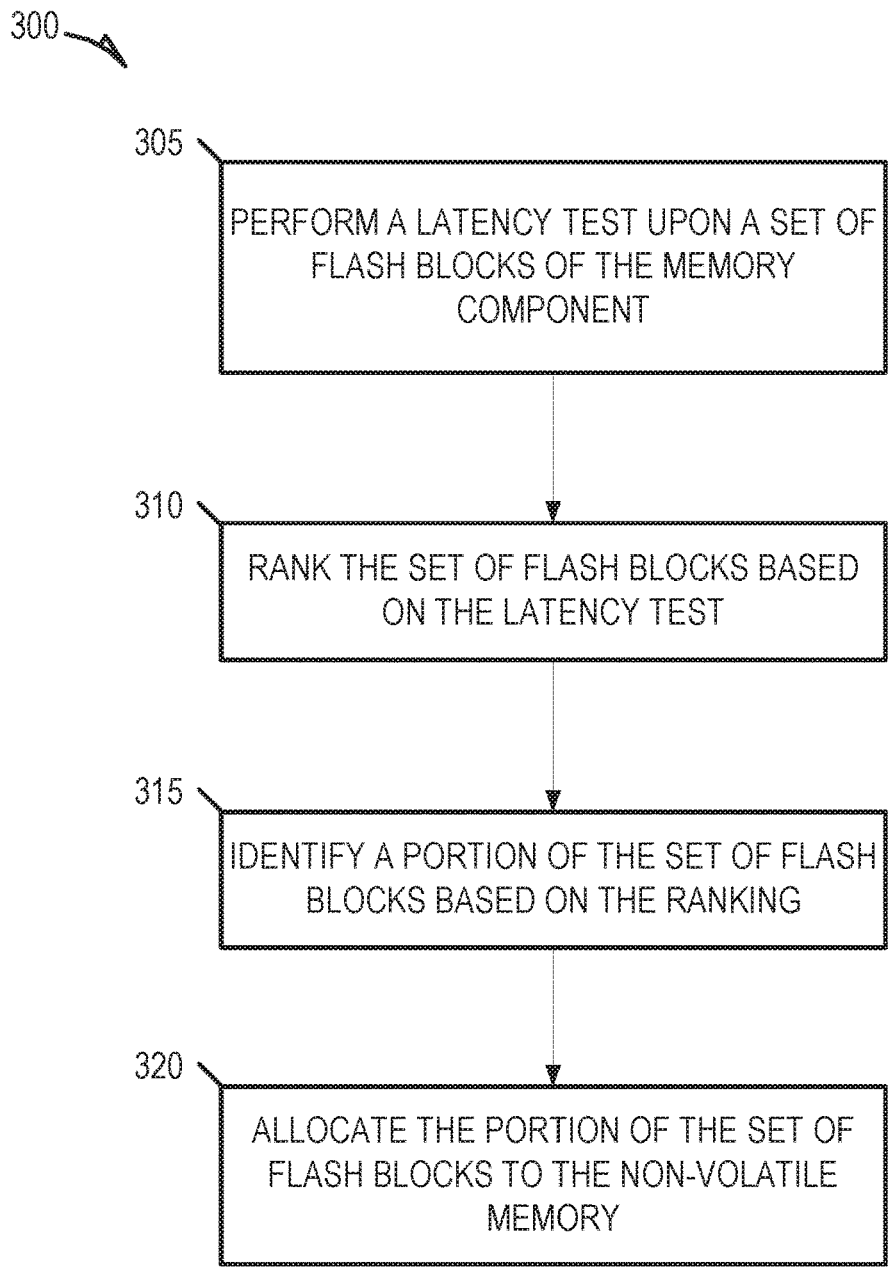 300
305
PERFORM A LATENCY TEST UPON A SET OF
FLASH BLOCKS OF THE MEMORY
COMPONENT
310
RANK THE SET OF FLASH BLOCKS BASED
ON THE LATENCY TEST
315
IDENTIFY A PORTION OF THE SET OF FLASH
BLOCKS BASED ON THE RANKING
320
ALLOCATE THE PORTION OF THE SET OF
FLASH BLOCKS TO THE NON-VOLATILE
MEMORY